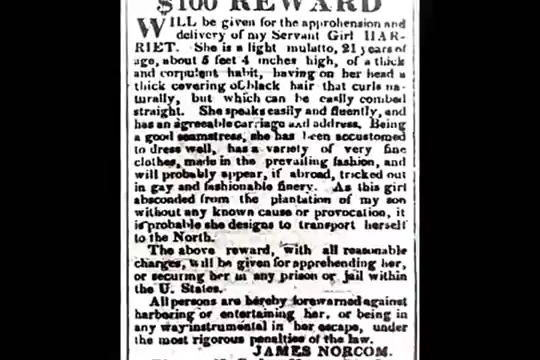 $100 REWARD
WILL be given for the approhension and
delivery of my Servant Girl HAR-
RIET. She is a light mulatto, 21 years of
age, about 5 feet 4 inches high, of a thick
and corpulent habit, having on her head a
thick covering of black hair that curls na-
turally, but which can be easily combed
straight. She speaks easily and fluently, and
has an agreeable carriage and address. Being
a good seamstress, she has been accustomed
to dress well, has a variety of very fine
clothes, made in the prevailing fashion, and
will probably appear, if abroad, tricked out
in gay and fashionable finery. As this girl
absconded from the plantation of my son
without any known cause or provocation, it
is probable she designs to transport herself
to the North.
The above reward, with all reasonable
charges, will be given for apprehending her,
or securing her in any prison or jail within
the U. States.
All persons are hereby forewarned against
harboring or entertaining her, or being in
any way instrumental in her escape, under
the most rigorous penalties of the law.
JAMES NORCOM.